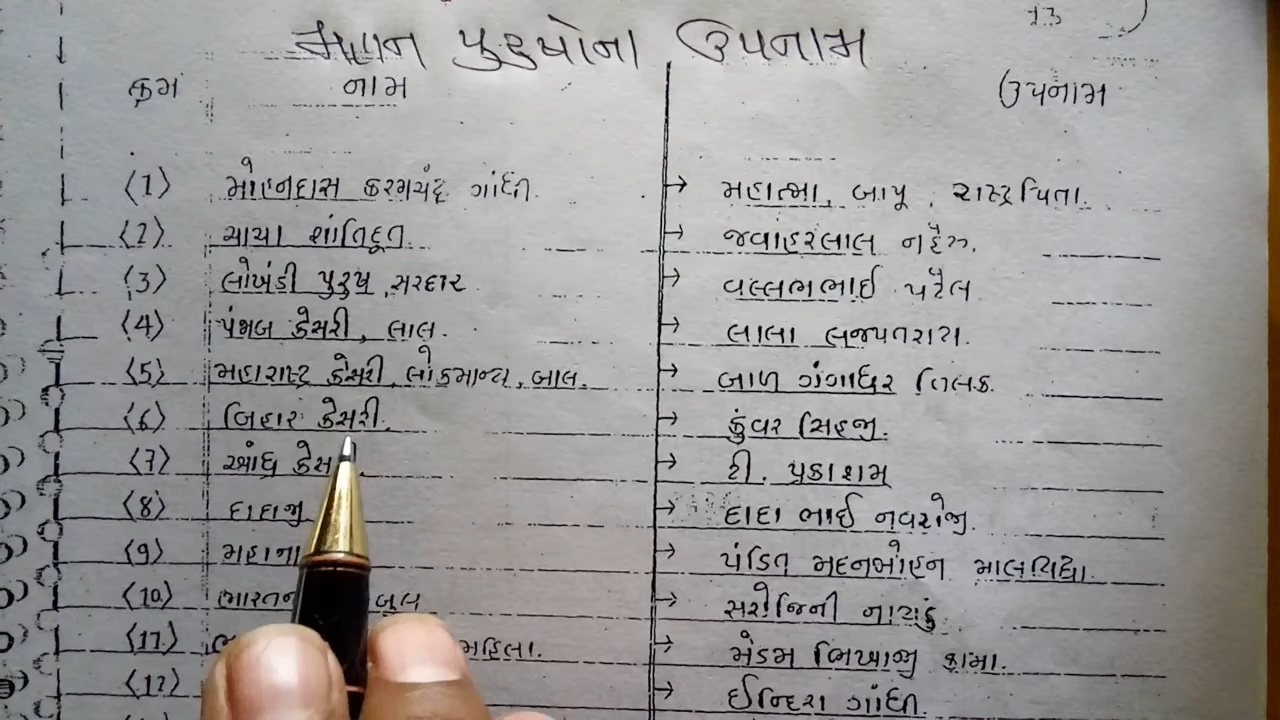 13
મહાન પુરુષોના ઉપનામ
ક્રમ નામ ઉપનામ
(1) મોહનદાસ કરમચંદ ગાંધી. → મહાત્મા, બાપુ, રાષ્ટ્રપિતા.
(2) ચાચા શાંતિદૂત. → જવાહરલાલ નહેરૂ.
(3) લોખંડી પુરુષ, સરદાર → વલ્લભભાઈ પટેલ
(4) પંજાબ કેસરી, લાલ. → લાલા લજપતરાય.
(5) મહારાષ્ટ્ર કેસરી, લોકમાન્ય, બાલ. → બાળ ગંગાધર તિલક.
(6) બિહાર કેસરી. → કુંવર સિંહજી.
(7) આંધ્ર કેસ → ટી. પ્રકાશમ્
(8) દાદાજી → દાદા ભાઈ નવરોજી.
(9) મહાના → પંડિત મદનમોહન માલવિયા.
(10) ભારતન બુલ → સરોજિની નાયડું
(11) મહિલા. → મેડમ ભિખાજી કામા.
(12) → ઈન્દિરા ગાંધી.